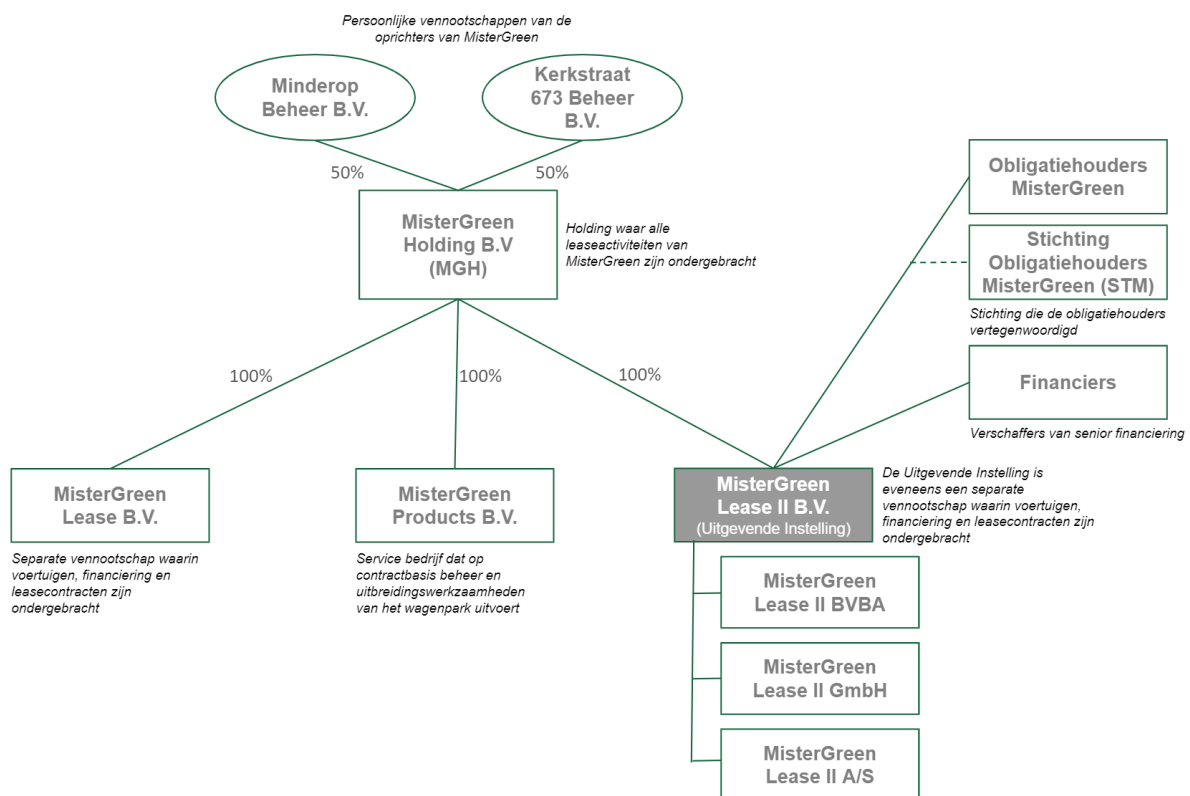 Persoonlijke vennootschappen van de
oprichters van MisterGreen
Minderop
Beheer B.V.
Kerkstraat
673 Beheer
B.V.
50%
50%
MisterGreen
Holding B.V
(MGH)
Holding waar alle
leaseactiviteiten van
MisterGreen zijn ondergebracht
Obligatiehouders
MisterGreen
Stichting
Obligatiehouders
MisterGreen (STM)
Stichting die de obligatiehouders
vertegenwoordigd
Financiers
Verschaffers van senior financiering
100%
100%
100%
MisterGreen
Lease B.V.
Separate vennootschap waarin
voertuigen, financiering en
leasecontracten zijn
ondergebracht
MisterGreen
Products B.V.
Service bedrijf dat op
contractbasis beheer en
uitbreidingswerkzaamheden
van het wagenpark uitvoert
MisterGreen
Lease II B.V.
(Uitgevende Instelling)
De Uitgevende Instelling is
eveneens een separate
vennootschap waarin voertuigen,
financiering en leasecontracten zijn
ondergebracht
MisterGreen
Lease II BVBA
MisterGreen
Lease II GmbH
MisterGreen
Lease II A/S